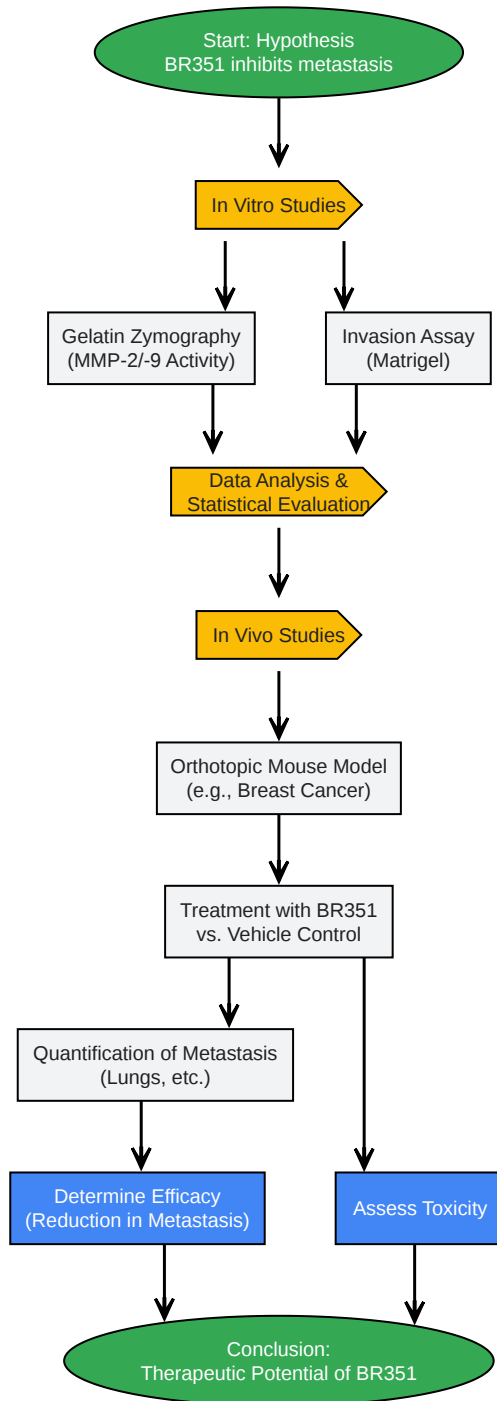 Start: Hypothesis
BR351 inhibits metastasis
In Vitro Studies
Gelatin Zymography
(MMP-2/-9 Activity)
Invasion Assay
(Matrigel)
Data Analysis &
Statistical Evaluation
In Vivo Studies
Orthotopic Mouse Model
(e.g., Breast Cancer)
Treatment with BR351
vs. Vehicle Control
Quantification of Metastasis
(Lungs, etc.)
Determine Efficacy
(Reduction in Metastasis)
Assess Toxicity
Conclusion:
Therapeutic Potential of BR351